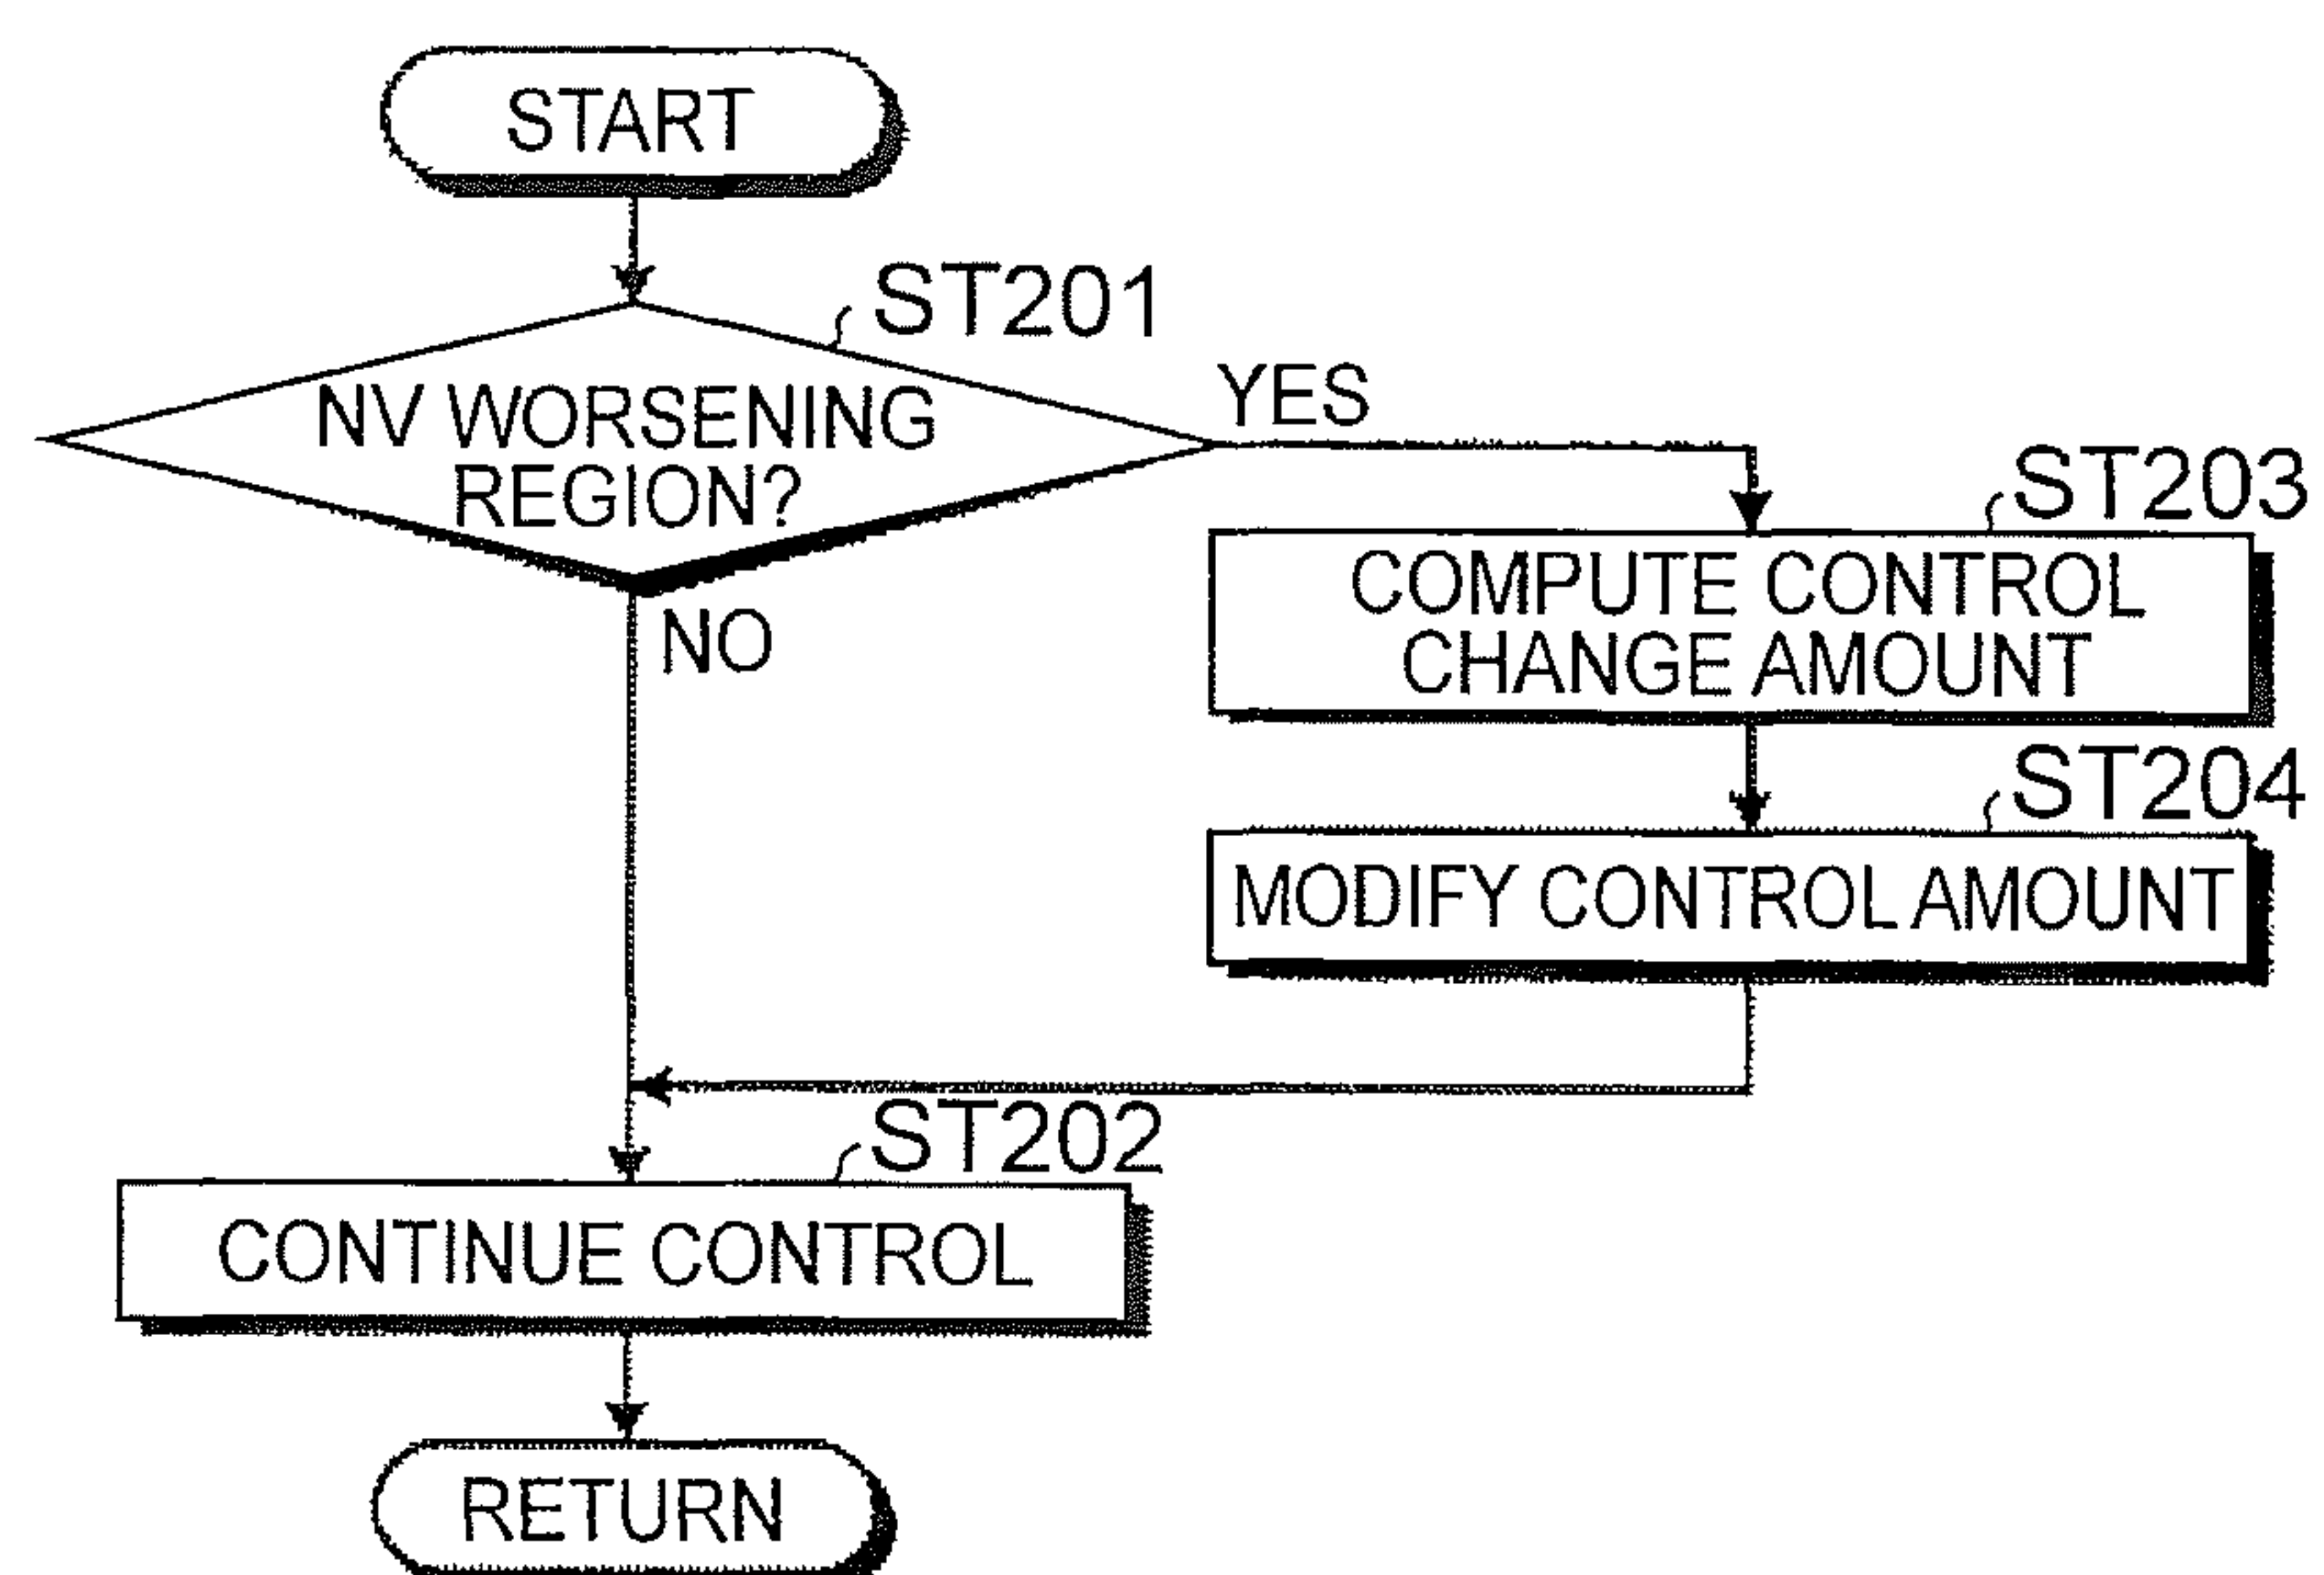 START
ST201
NV WORSENING
REGION?
YES
NO
ST203
COMPUTE CONTROL
CHANGE AMOUNT
ST204
MODIFY CONTROL AMOUNT
ST202
CONTINUE CONTROL
RETURN